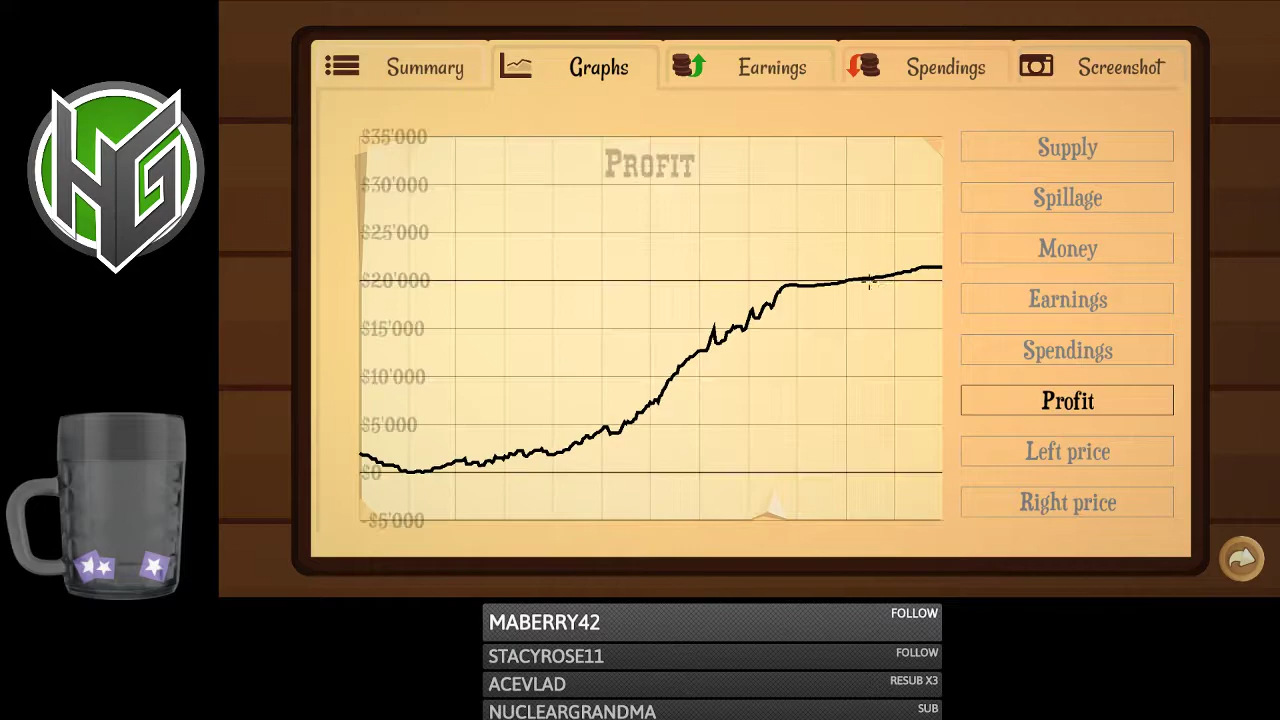 Summary
Graphs
Earnings
Spendings
Screenshot
PROFIT
$35'000
$30'000
$25'000
$20'000
$15'000
$10'000
$5'000
$0
-$5'000
Supply
Spillage
Money
Earnings
Spendings
Profit
Left price
Right price
HG
MABERRY42 FOLLOW
STACYROSE11 FOLLOW
ACEVLAD RESUB X3
NUCLEARGRANDMA SUB